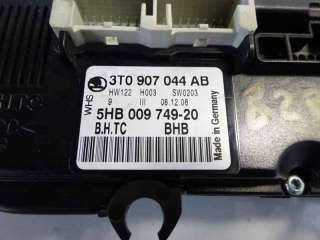 3T0 907 044 AB
HW122 H003 SW0203
9 III 08.12.08
5HB 009 749-20
B.H.TC BHB
WHS
Made in Germany